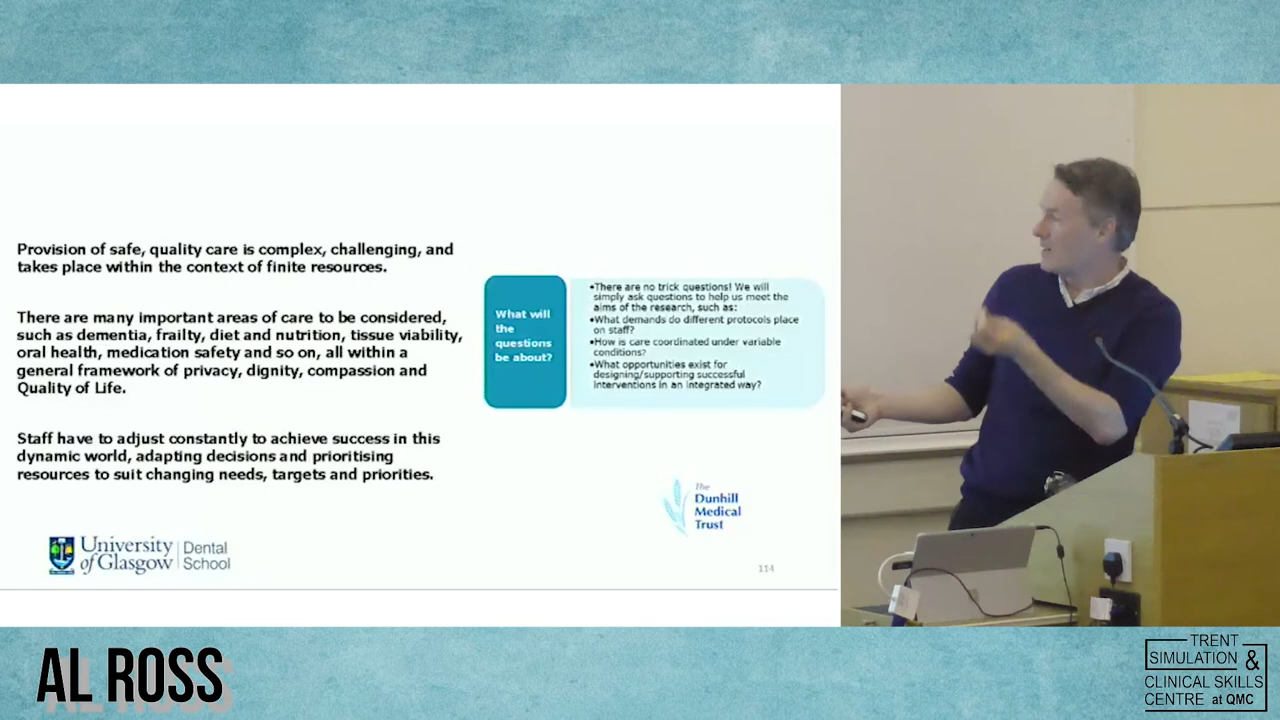 Provision of safe, quality care is complex, challenging, and
takes place within the context of finite resources.
There are many important areas of care to be considered,
such as dementia, frailty, diet and nutrition, tissue viability,
oral health, medication safety and so on, all within a
general framework of privacy, dignity, compassion and
Quality of Life.
Staff have to adjust constantly to achieve success in this
dynamic world, adapting decisions and prioritising
resources to suit changing needs, targets and priorities.
What will
the
questions
be about?
•There are no trick questions! We will
simply ask questions to help us meet the
aims of the research, such as:
•What demands do different protocols place
on staff?
•How is care coordinated under variable
conditions?
•What opportunities exist for
designing/supporting successful
interventions in an integrated way?
The
Dunhill
Medical
Trust
University
of Glasgow
Dental
School
114
AL ROSS
TRENT
SIMULATION &
CLINICAL SKILLS
CENTRE at QMC